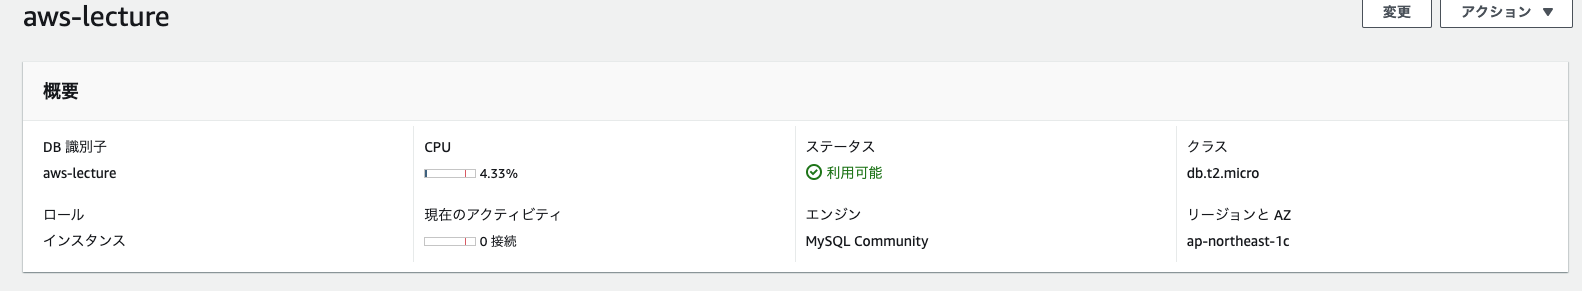 aws-lecture
変更
アクション ▼
概要
DB 識別子
aws-lecture
CPU
4.33%
ステータス
利用可能
クラス
db.t2.micro
ロール
インスタンス
現在のアクティビティ
0 接続
エンジン
MySQL Community
リージョンと AZ
ap-northeast-1c